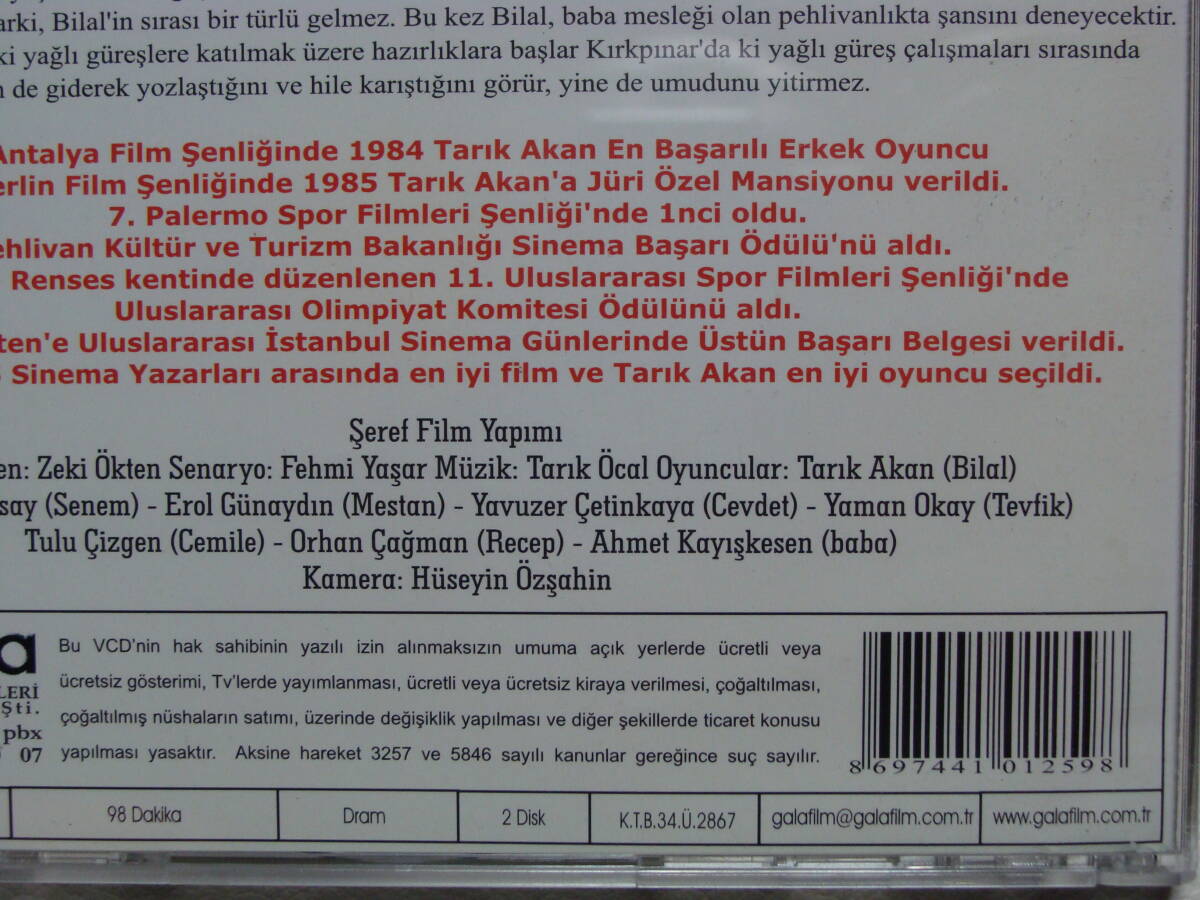 Bilal'in sırası bir türlü gelmez. Bu kez Bilal, baba mesleği olan pehlivanlıkta şansını deneyecektir.
ki yağlı güreşlere katılmak üzere hazırlıklara başlar Kırkpınar'da ki yağlı güreş çalışmaları sırasında
de giderek yozlaştığını ve hile karıştığını görür, yine de umudunu yitirmez.
Antalya Film Şenliğinde 1984 Tarık Akan En Başarılı Erkek Oyuncu
erlin Film Şenliğinde 1985 Tarık Akan'a Jüri Özel Mansiyonu verildi.
7. Palermo Spor Filmleri Şenliği'nde 1nci oldu.
ehlivan Kültür ve Turizm Bakanlığı Sinema Başarı Ödülü'nü aldı.
Renses kentinde düzenlenen 11. Uluslararası Spor Filmleri Şenliği'nde
Uluslararası Olimpiyat Komitesi Ödülünü aldı.
ten'e Uluslararası İstanbul Sinema Günlerinde Üstün Başarı Belgesi verildi.
Sinema Yazarları arasında en iyi film ve Tarık Akan en iyi oyuncu seçildi.
Şeref Film Yapımı
en: Zeki Ökten Senaryo: Fehmi Yaşar Müzik: Tarık Öcal Oyuncular: Tarık Akan (Bilal)
say (Senem) - Erol Günaydın (Mestan) - Yavuzer Çetinkaya (Cevdet) - Yaman Okay (Tevfik)
Tulu Çizgen (Cemile) - Orhan Çağman (Recep) - Ahmet Kayışkesen (baba)
Kamera: Hüseyin Özşahin
a
LERİ
Şti.
pbx
07
Bu VCD'nin hak sahibinin yazılı izin alınmaksızın umuma açık yerlerde ücretli veya
ücretsiz gösterimi, Tv'lerde yayımlanması, ücretli veya ücretsiz kiraya verilmesi, çoğaltılması,
çoğaltılmış nüshaların satımı, üzerinde değişiklik yapılması ve diğer şekillerde ticaret konusu
yapılması yasaktır. Aksine hareket 3257 ve 5846 sayılı kanunlar gereğince suç sayılır.
8 697441 012598
98 Dakika
Dram
2 Disk
K.T.B.34.Ü.2867
galafilm@galafilm.com.tr
www.galafilm.com.tr